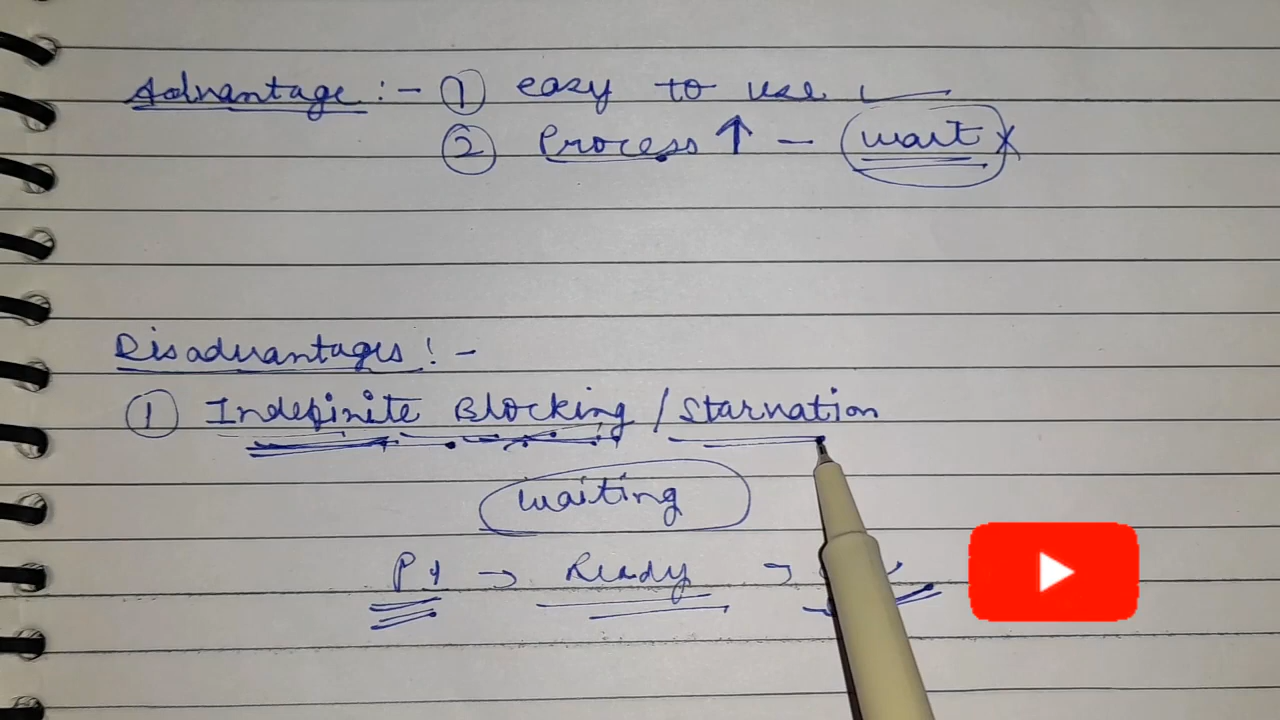 Advantage :- ① easy to use
② Process ↑ - wait x
Disadvantages :-
① Indefinite Blocking / Starvation
Waiting
P1 → Ready →